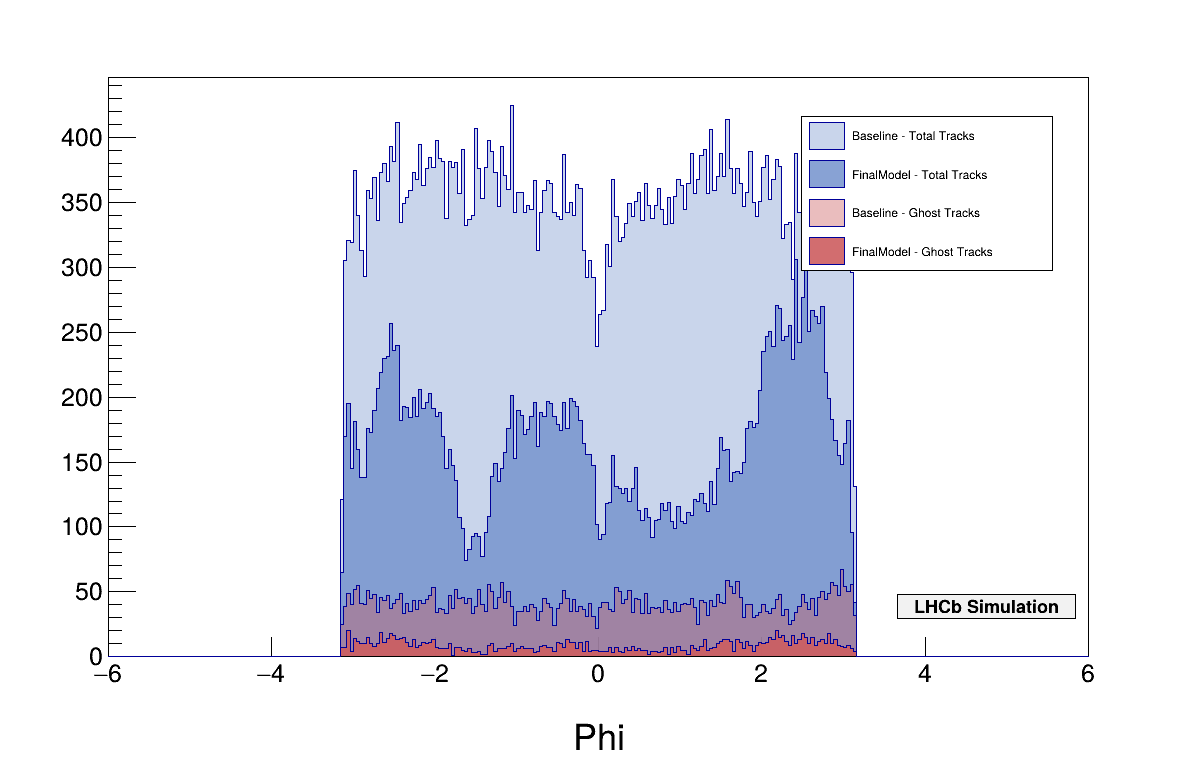 400
350
300
250
200
150
100
50
0
Baseline - Total Tracks
FinalModel - Total Tracks
Baseline - Ghost Tracks
FinalModel - Ghost Tracks
LHCb Simulation
−6 −4 −2 0 2 4 6
Phi